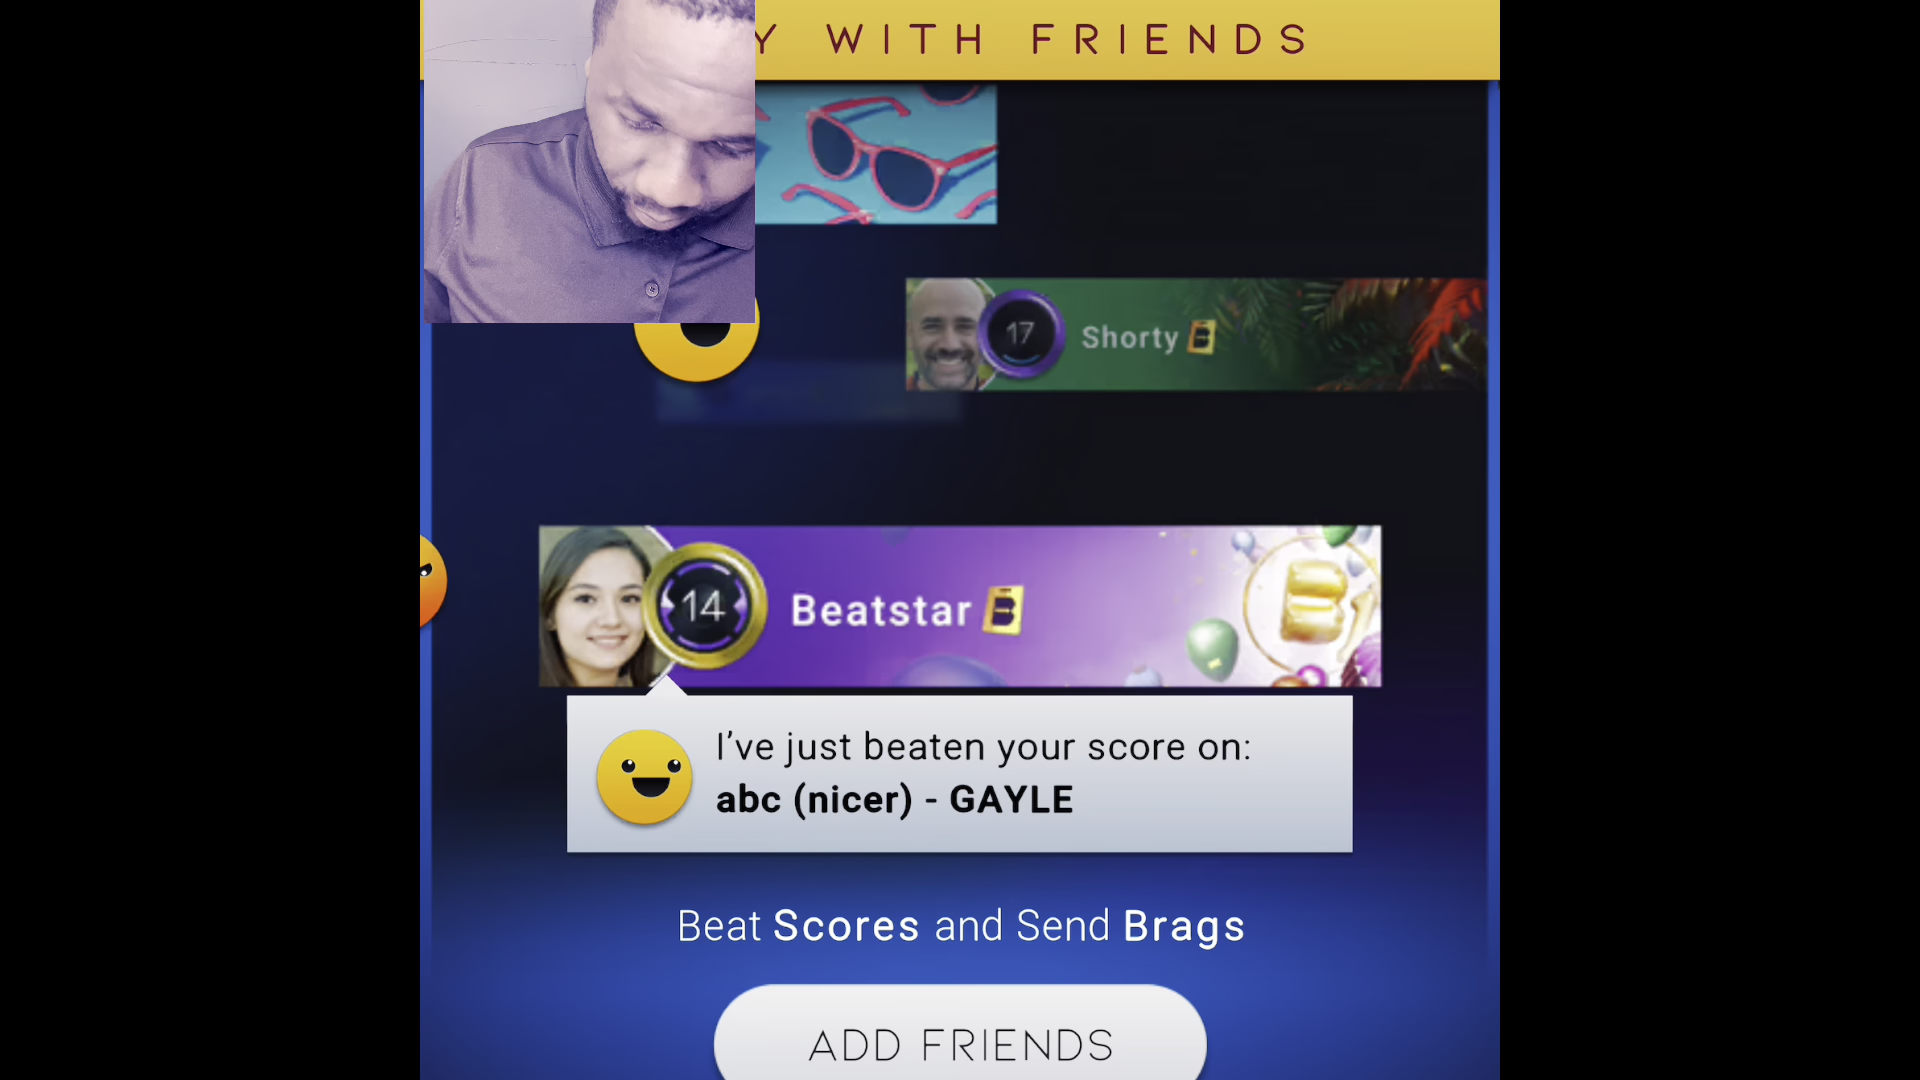 Y WITH FRIENDS
17 Shorty
14 Beatstar
I've just beaten your score on:
abc (nicer) - GAYLE
Beat Scores and Send Brags
ADD FRIENDS